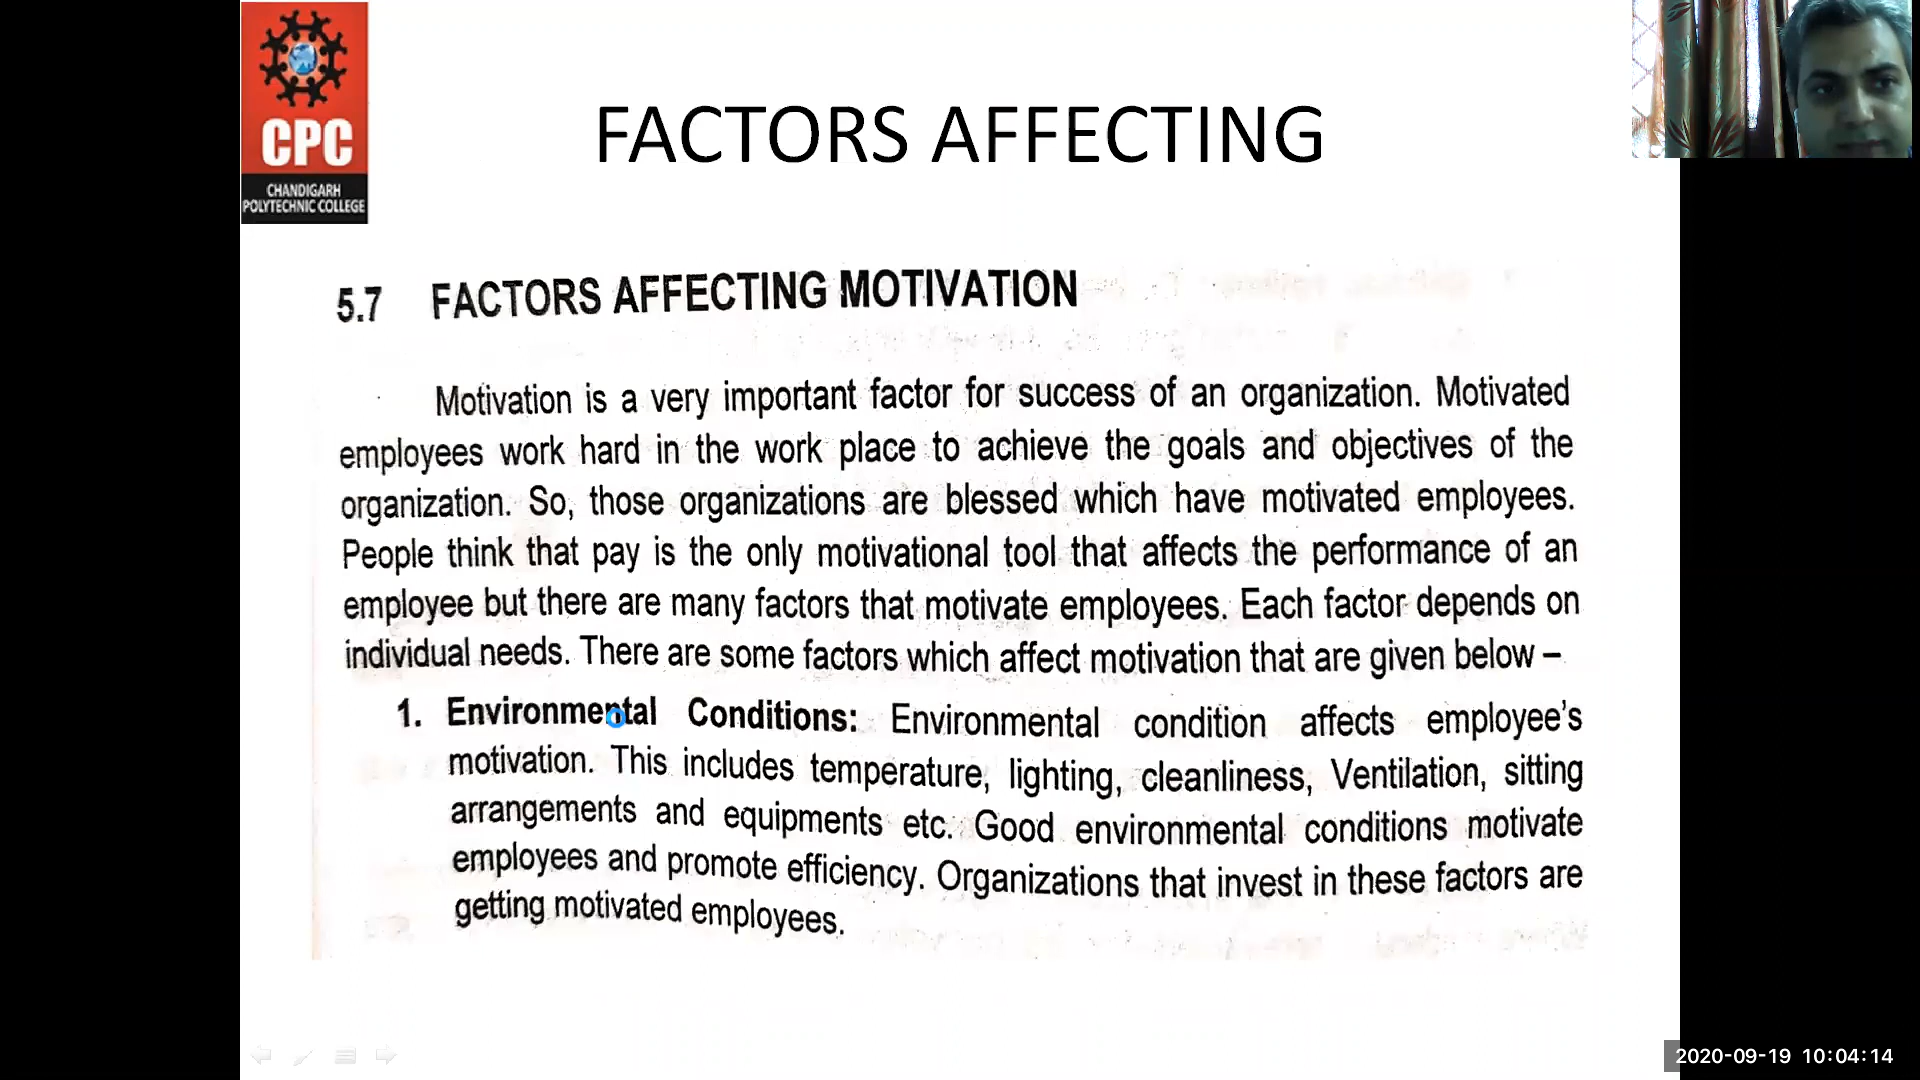 CPC
CHANDIGARH
POLYTECHNIC COLLEGE
FACTORS AFFECTING
5.7 FACTORS AFFECTING MOTIVATION
Motivation is a very important factor for success of an organization. Motivated
employees work hard in the work place to achieve the goals and objectives of the
organization. So, those organizations are blessed which have motivated employees.
People think that pay is the only motivational tool that affects the performance of an
employee but there are many factors that motivate employees. Each factor depends on
individual needs. There are some factors which affect motivation that are given below –
1. Environmental Conditions: Environmental condition affects employee's
motivation. This includes temperature, lighting, cleanliness, Ventilation, sitting
arrangements and equipments etc. Good environmental conditions motivate
employees and promote efficiency. Organizations that invest in these factors are
getting motivated employees.
2020-09-19 10:04:14